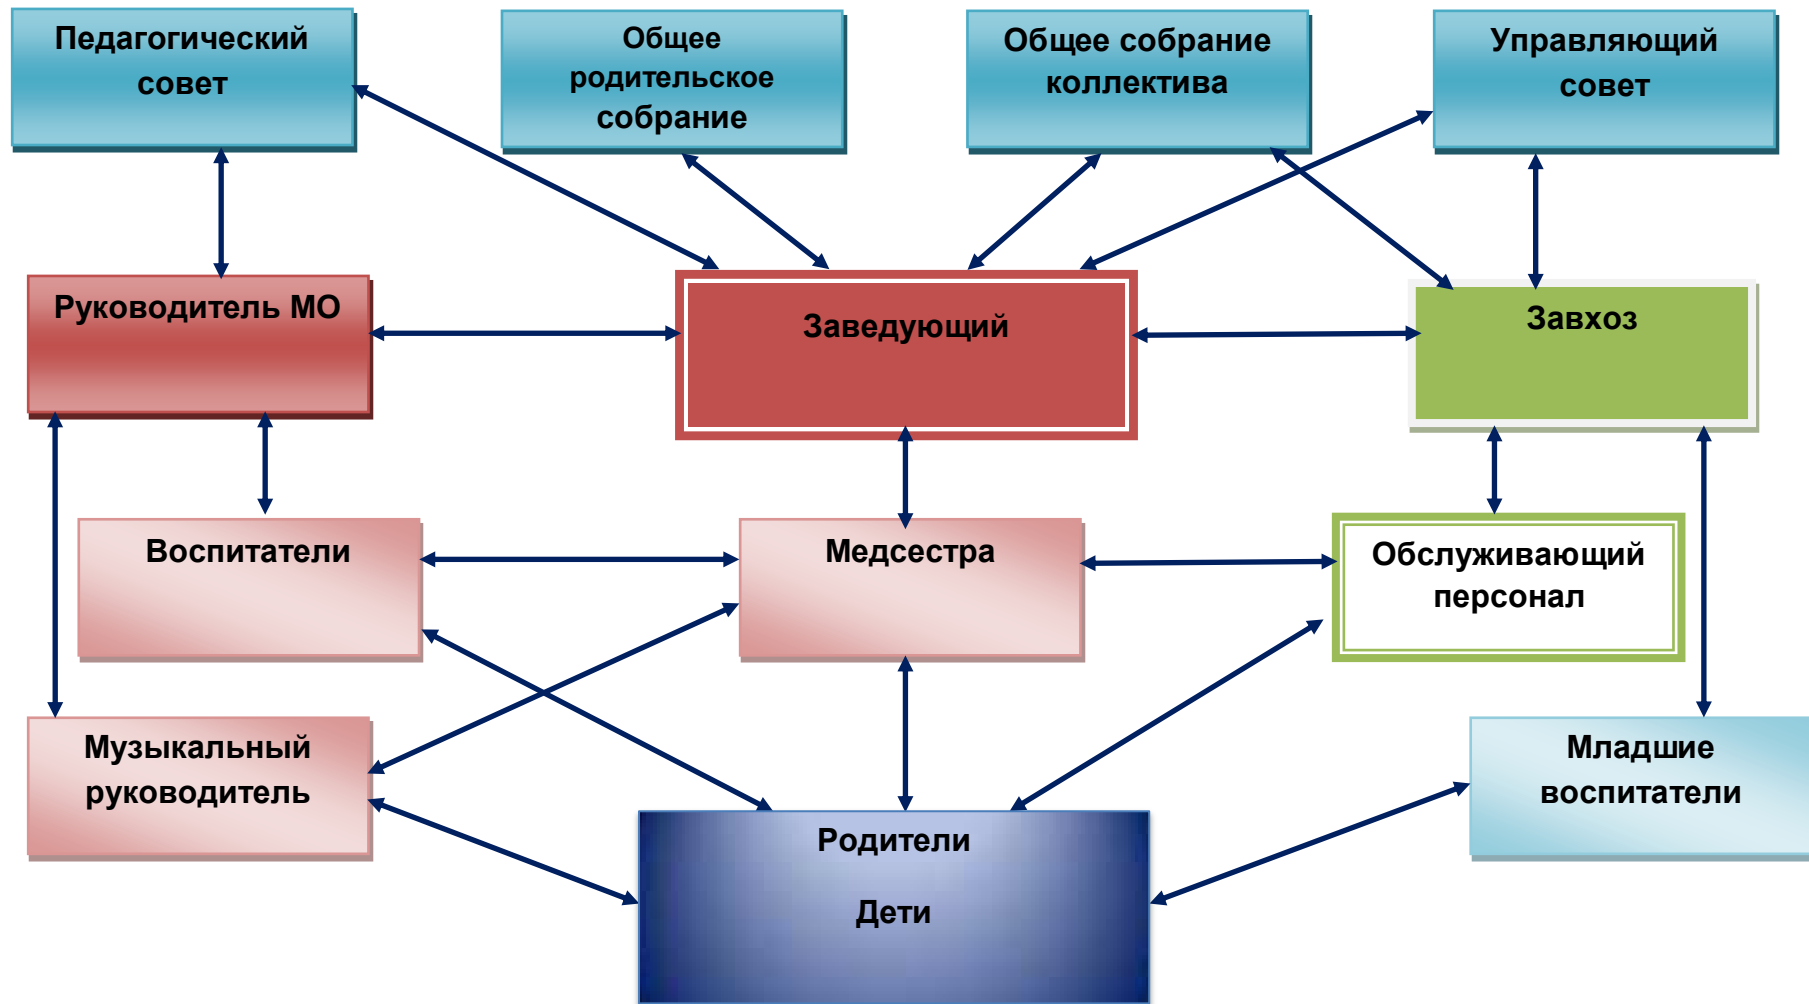 Педагогический
совет
Общее
родительское
собрание
Общее собрание
коллектива
Управляющий
совет
Руководитель МО
Заведующий
Завхоз
Воспитатели
Медсестра
Обслуживающий
персонал
Музыкальный
руководитель
Младшие
воспитатели
Родители
Дети